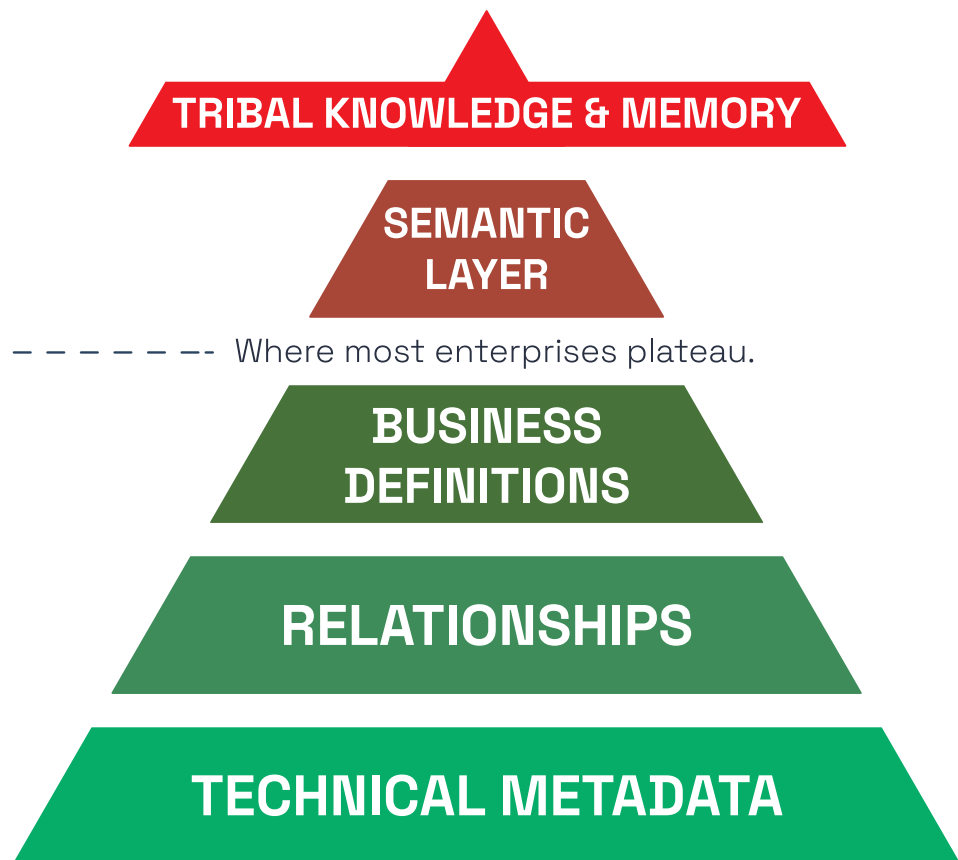 TRIBAL KNOWLEDGE & MEMORY
SEMANTIC
LAYER
Where most enterprises plateau.
BUSINESS
DEFINITIONS
RELATIONSHIPS
TECHNICAL METADATA